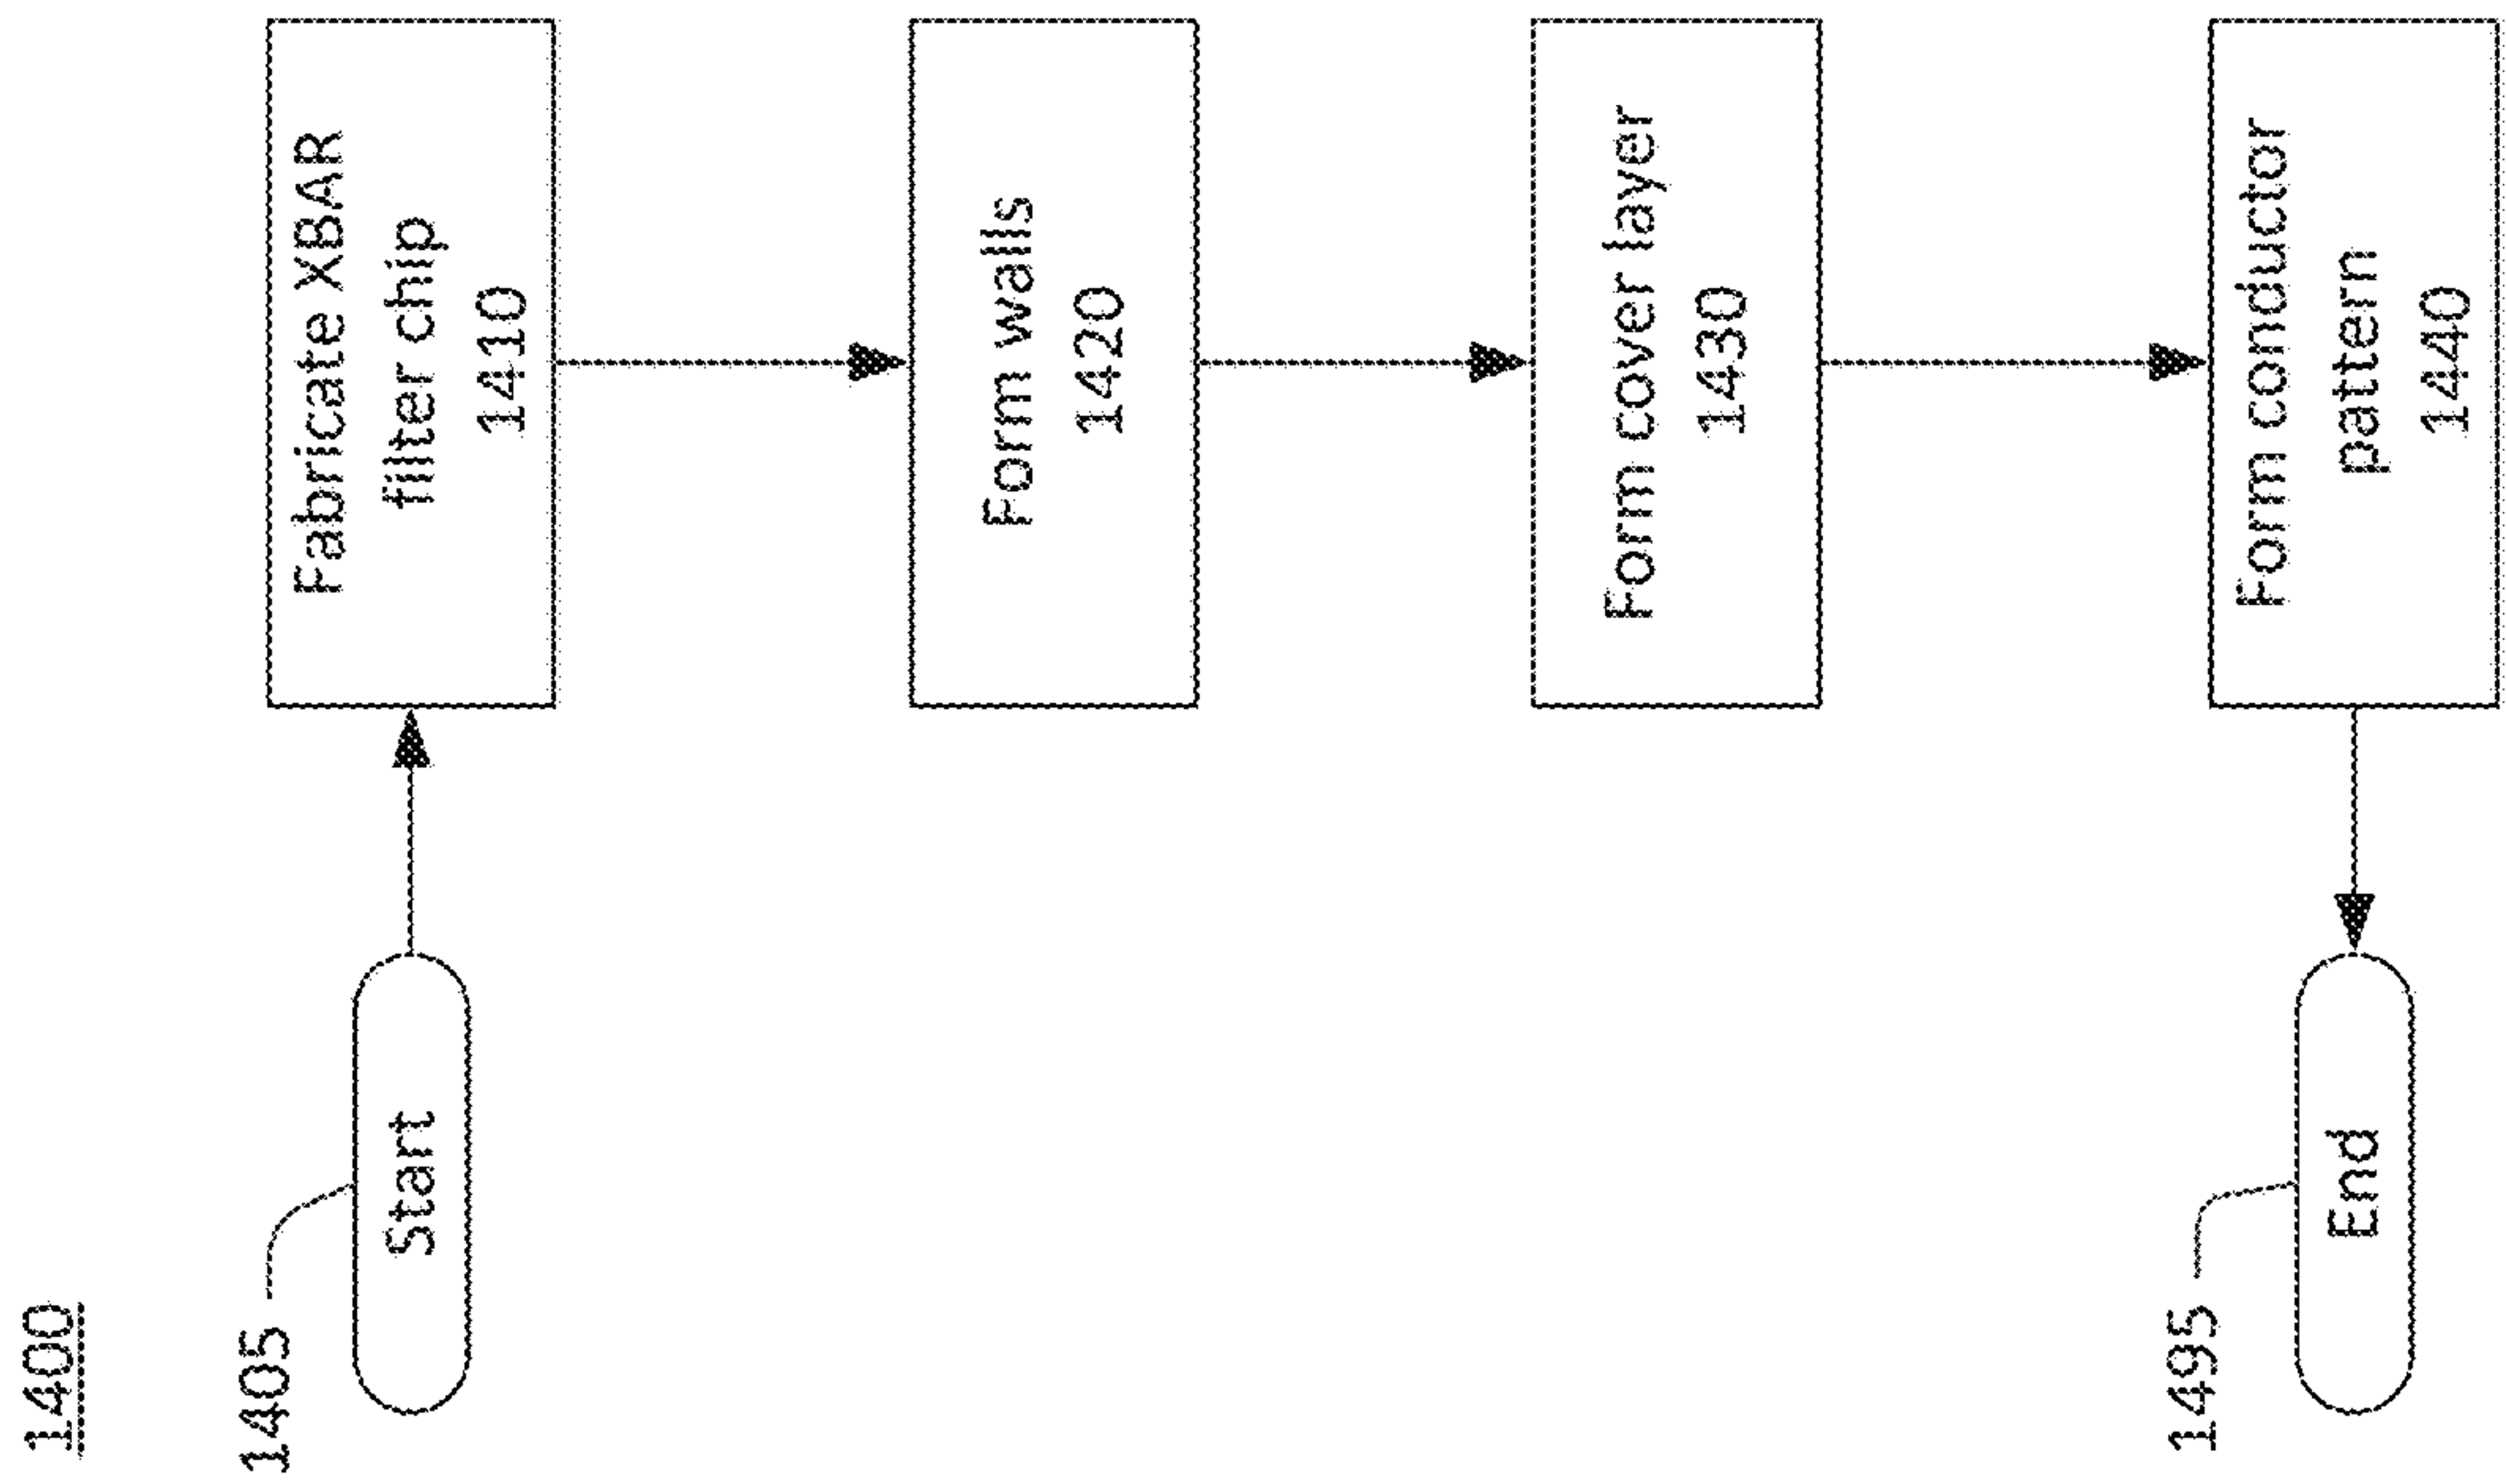 1400
1405
Start
Fabricate XBAR
filter chip
1410
Form walls
1420
Form cover layer
1430
Form conductor
pattern
1440
1495
End